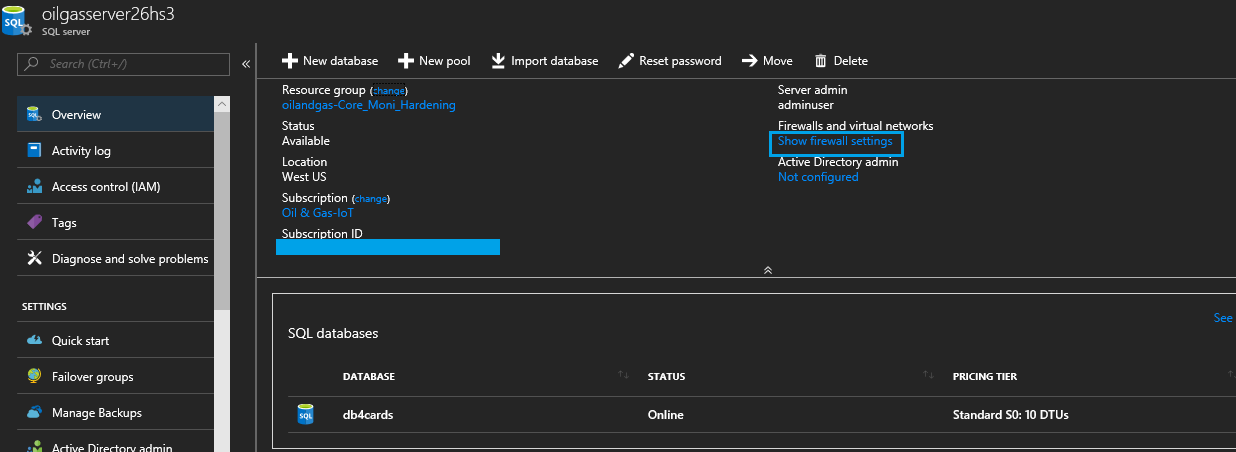 oilgasserver26hs3
SQL server
Search (Ctrl+/)
Overview
Activity log
Access control (IAM)
Tags
Diagnose and solve problems
SETTINGS
Quick start
Failover groups
Manage Backups
Active Directory admin
New database
New pool
Import database
Reset password
Move
Delete
Resource group (change)
oilandgas-Core_Moni_Hardening
Status
Available
Location
West US
Subscription (change)
Oil & Gas-IoT
Subscription ID
Server admin
adminuser
Firewalls and virtual networks
Show firewall settings
Active Directory admin
Not configured
SQL databases
See
DATABASE
STATUS
PRICING TIER
SQL
db4cards
Online
Standard S0: 10 DTUs